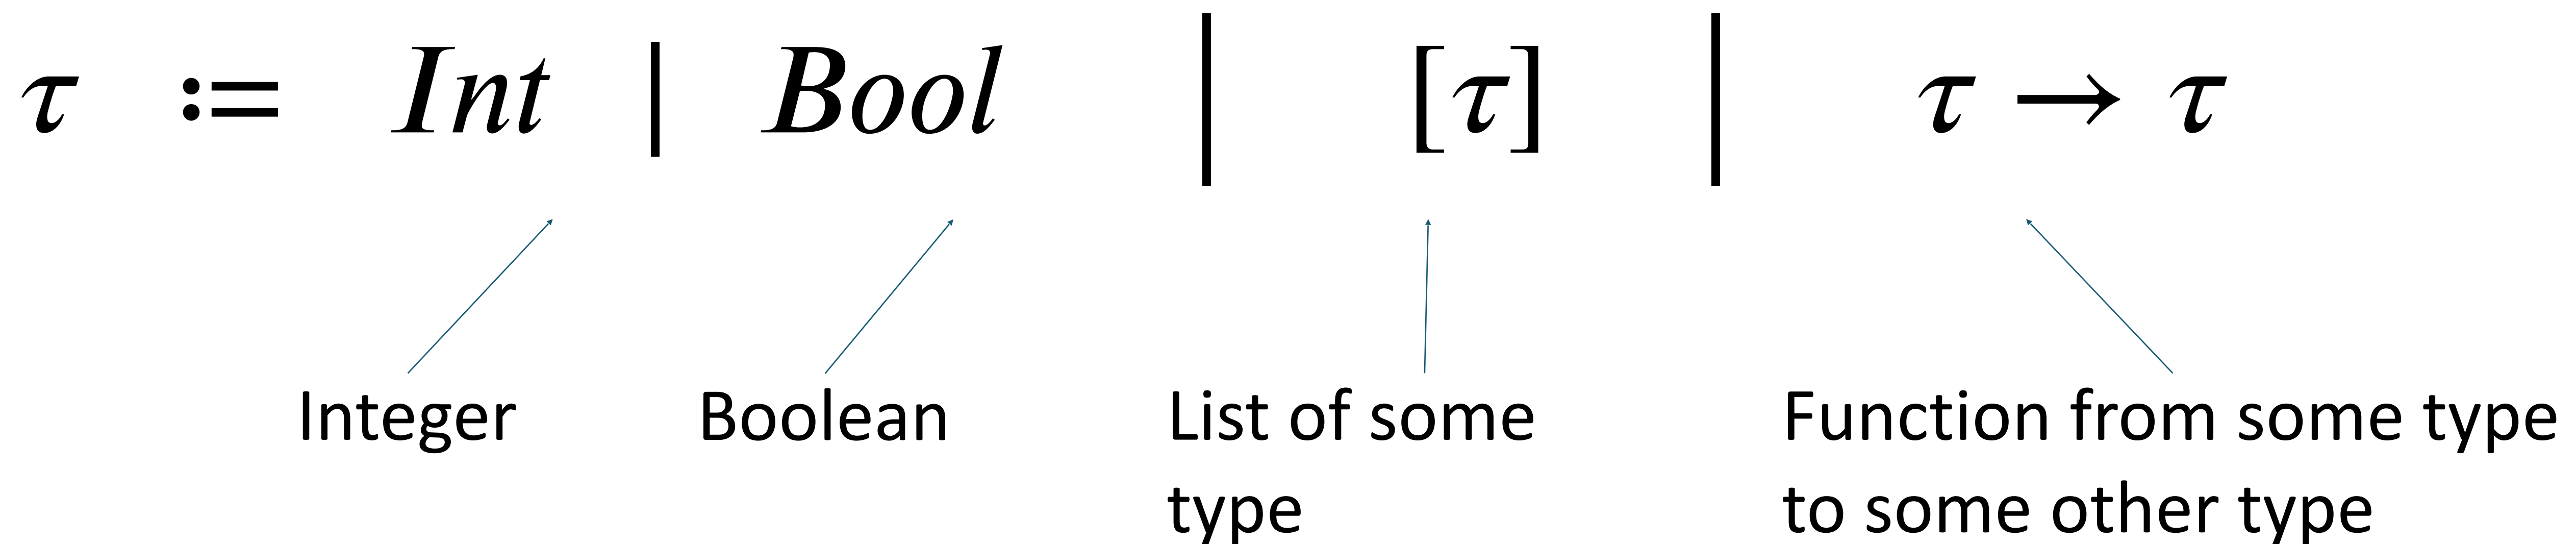 τ := Int | Bool | [τ] | τ → τ
Integer Boolean List of some type Function from some type to some other type